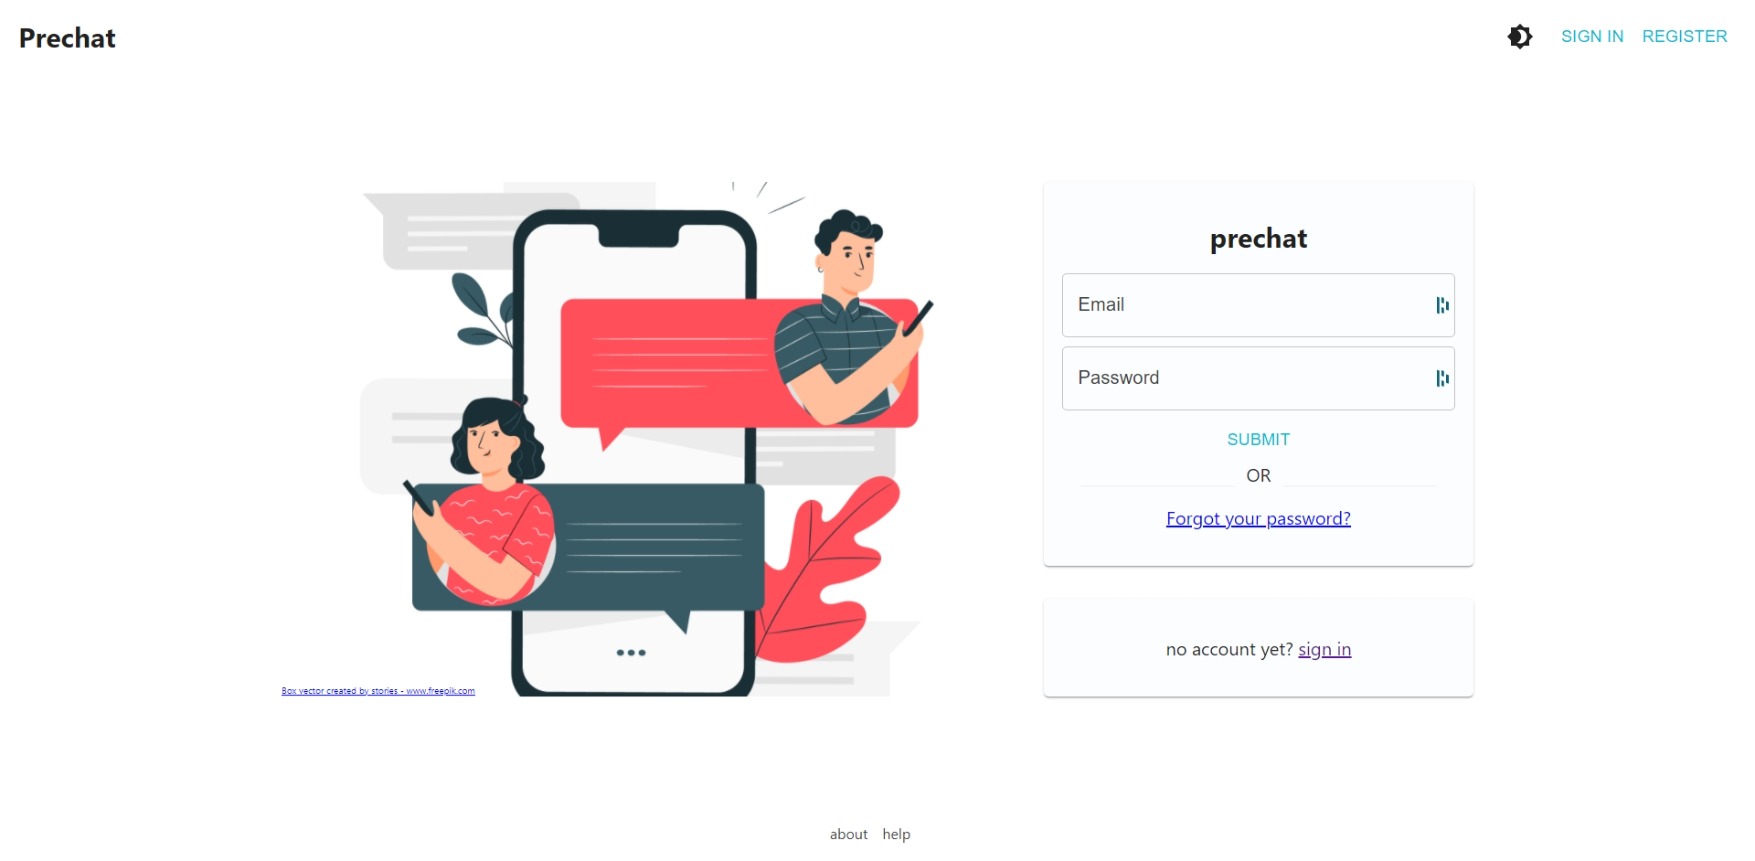 Prechat
SIGN IN REGISTER
prechat
Email
Password
SUBMIT
OR
Forgot your password?
no account yet? sign in
Box vector created by stories - www.freepik.com
about help